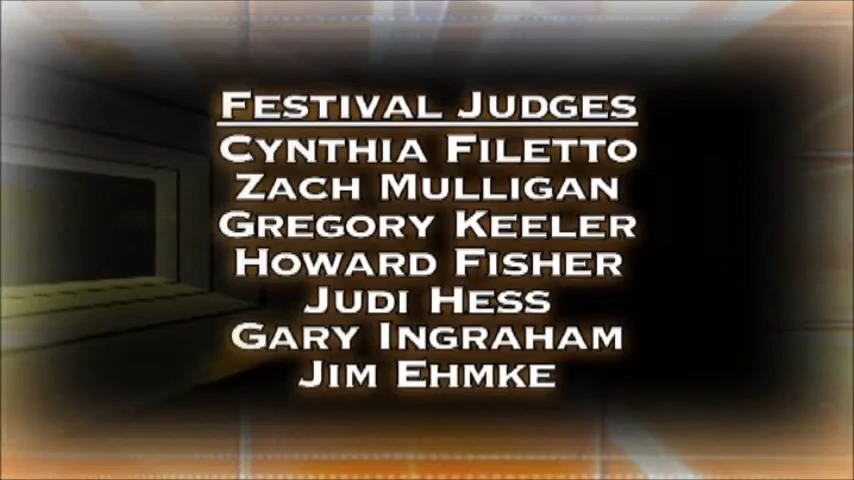 Festival Judges
Cynthia Filetto
Zach Mulligan
Gregory Keeler
Howard Fisher
Judi Hess
Gary Ingraham
Jim Ehmke